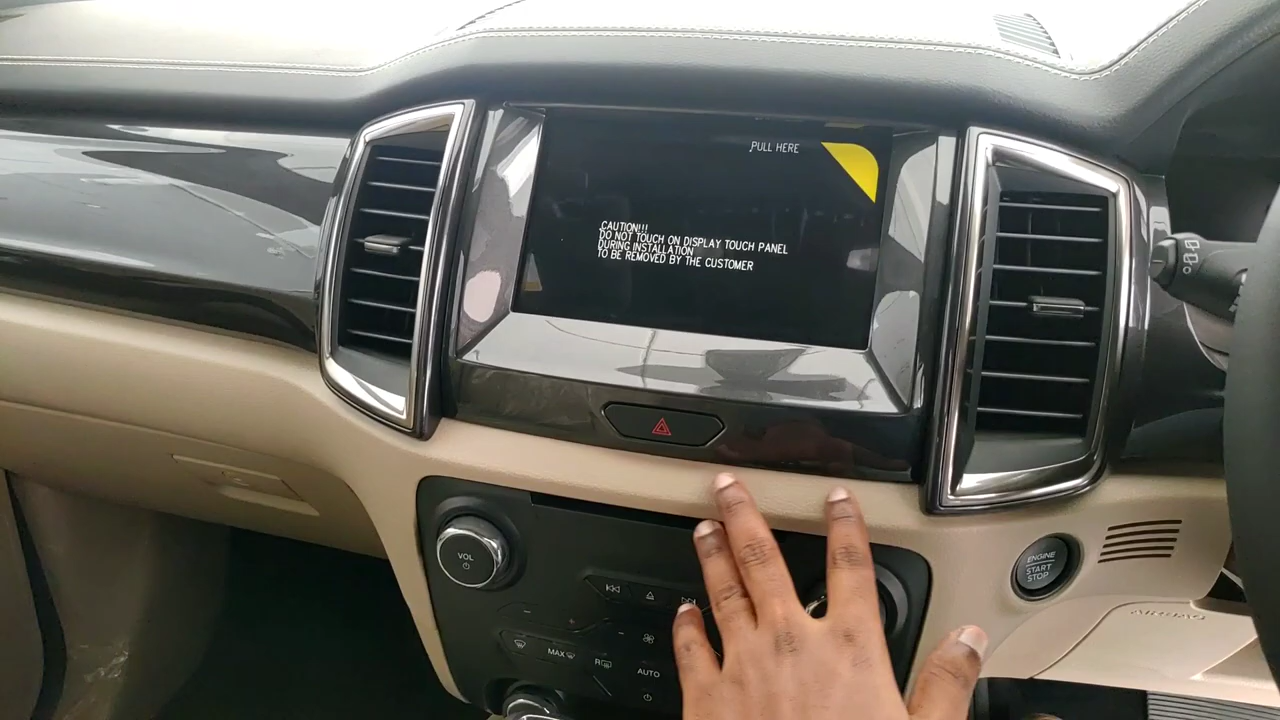 PULL HERE
CAUTION!!!
DO NOT TOUCH ON DISPLAY TOUCH PANEL
DURING INSTALLATION
TO BE REMOVED BY THE CUSTOMER
VOL
ENGINE
START
STOP
AIRBAG
MAX
R
AUTO